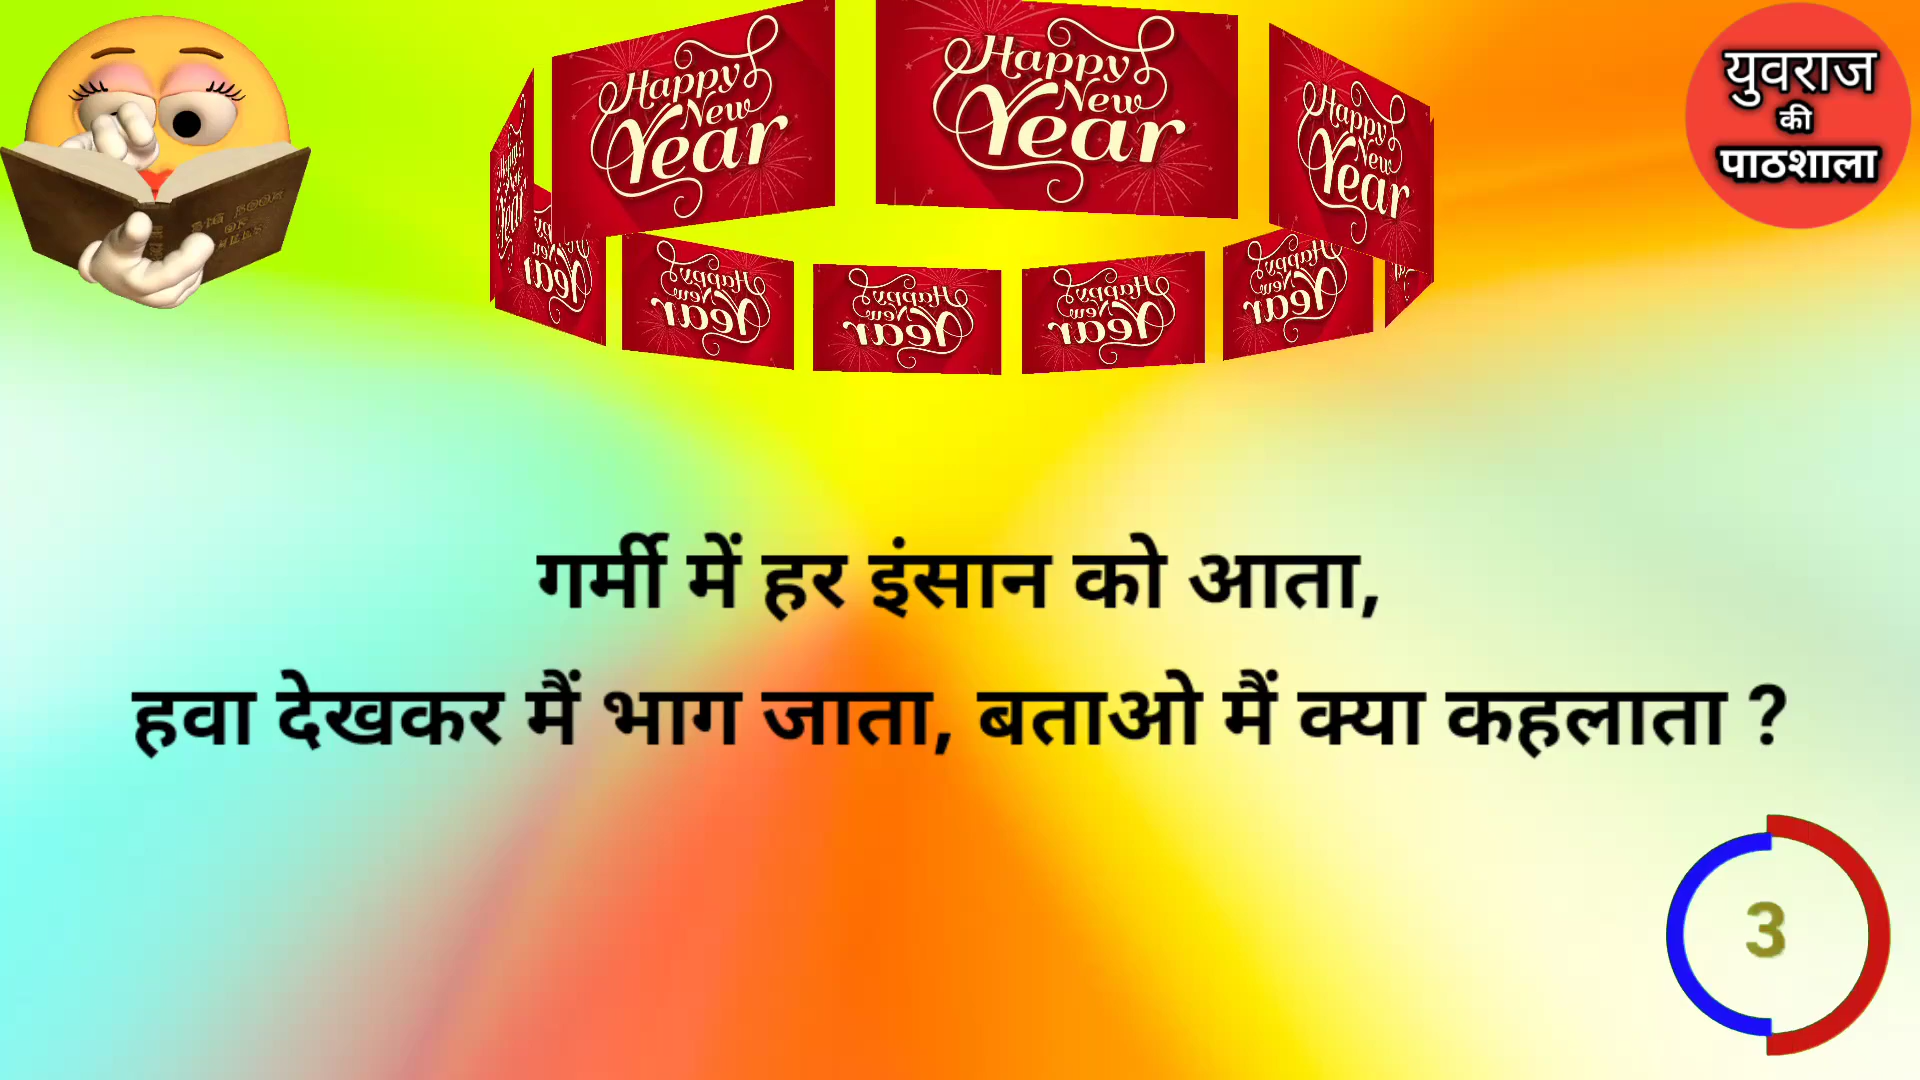 Happy
New
Year
Happy
New
Year
Happy
New
Year
युवराज
की
पाठशाला
गर्मी में हर इंसान को आता,
हवा देखकर मैं भाग जाता, बताओ मैं क्या कहलाता ?
3